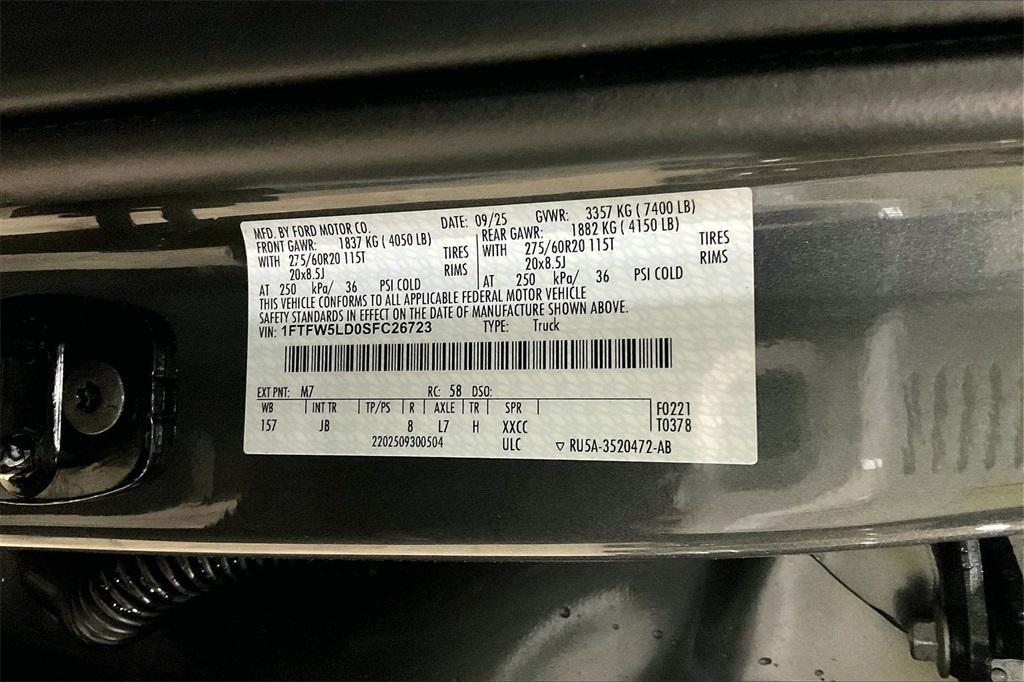 MFD. BY FORD MOTOR CO. DATE: 09/25 GVWR: 3357 KG ( 7400 LB)
FRONT GAWR: 1837 KG ( 4050 LB) REAR GAWR: 1882 KG ( 4150 LB)
WITH 275/60R20 115T TIRES WITH 275/60R20 115T TIRES
20x8.5J RIMS 20x8.5J RIMS
AT 250 kPa/ 36 PSI COLD AT 250 kPa/ 36 PSI COLD
THIS VEHICLE CONFORMS TO ALL APPLICABLE FEDERAL MOTOR VEHICLE
SAFETY STANDARDS IN EFFECT ON THE DATE OF MANUFACTURE SHOWN ABOVE.
VIN: 1FTFW5LD0SFC26723 TYPE: Truck
EXT PNT: M7 RC: 58 DSO:
WB INT TR TP/PS R AXLE TR SPR F0221
157 JB 8 L7 H XXCC T0378
2202509300504 ULC ▽ RU5A-3520472-AB